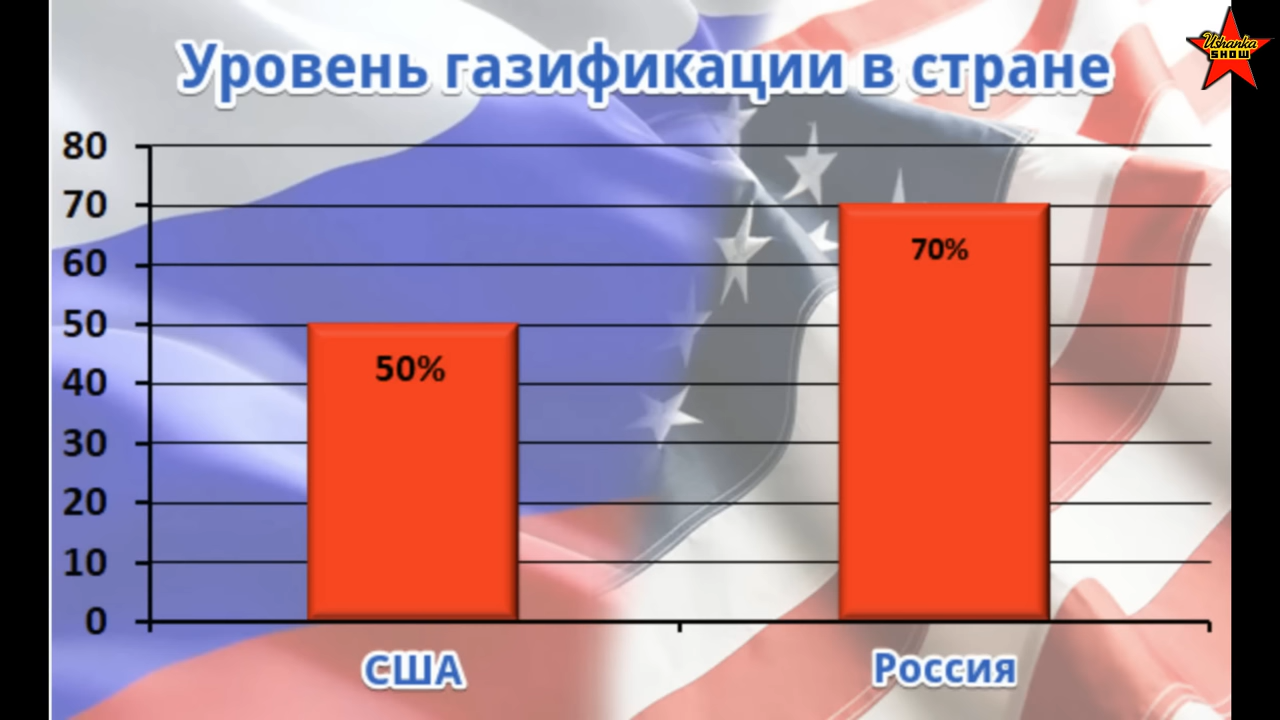 Ushanka
SHOW
Уровень газификации в стране
80
70
60
50
40
30
20
10
0
50%
70%
США
Россия